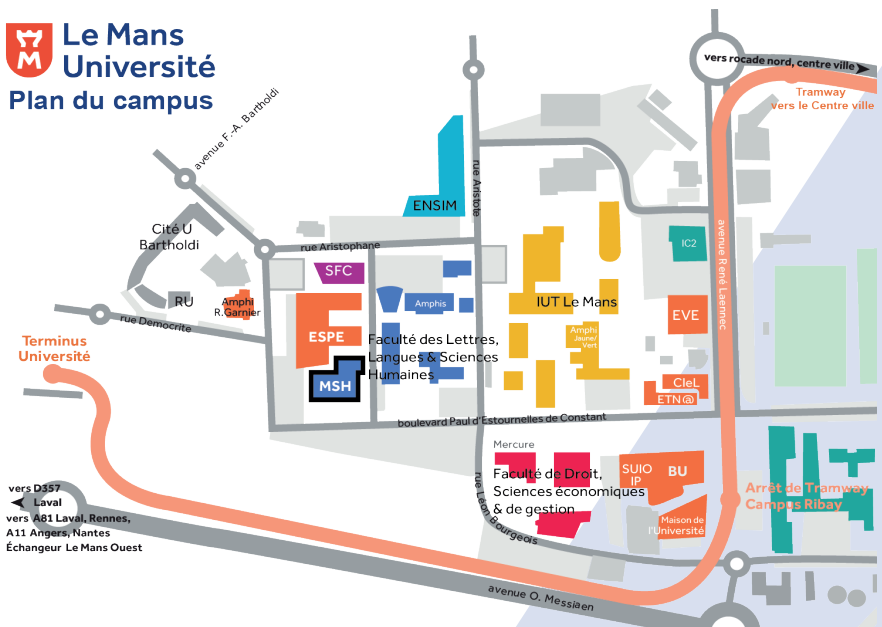 Le Mans
Université
Plan du campus
vers rocade nord, centre ville
Tramway
vers le Centre ville
avenue F.-A. Bartholdi
rue Aristote
ENSIM
Cité U
Bartholdi
rue Aristophane
IC2
avenue René Laennec
SFC
RU
Amphi
R.Garnier
Amphis
IUT Le Mans
EVE
rue Démocrite
ESPE
Amphi
Jaune/
Vert
Terminus
Université
Faculté des Lettres,
Langues & Sciences
Humaines
MSH
CIeL
ETN@
boulevard Paul d'Estournelles de Constant
Mercure
Faculté de Droit,
Sciences économiques
& de gestion
SUIO
IP
BU
rue Léon Bourgeois
Maison de
l'Université
Arrêt de Tramway
Campus Ribay
vers D357
Laval
vers A81 Laval, Rennes,
A11 Angers, Nantes
Échangeur Le Mans Ouest
avenue O. Messiaen